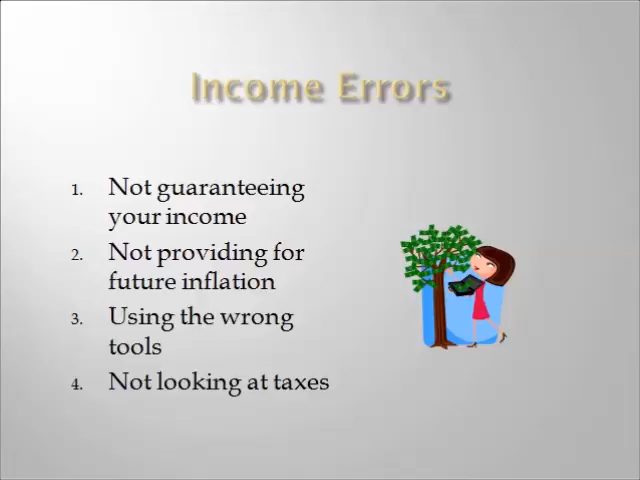 Income Errors
1. Not guaranteeing
your income
2. Not providing for
future inflation
3. Using the wrong
tools
4. Not looking at taxes